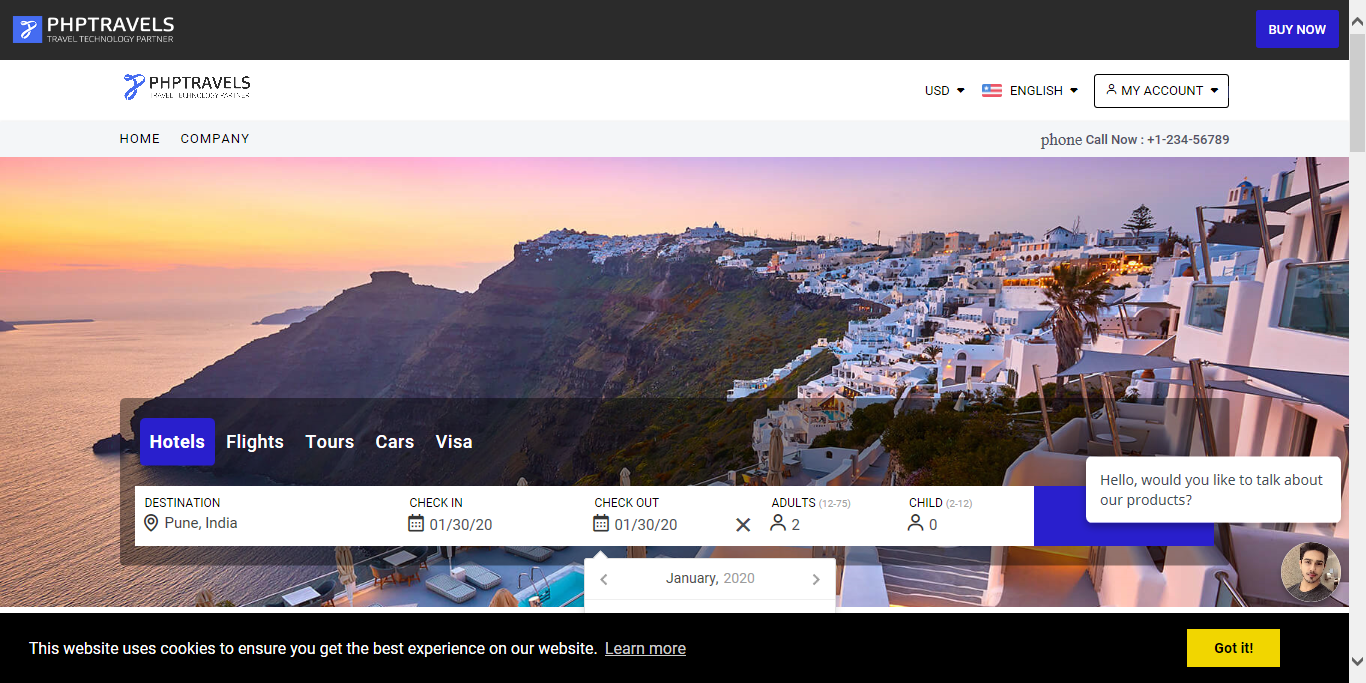 PHPTRAVELS
TRAVEL TECHNOLOGY PARTNER
BUY NOW
PHPTRAVELS
TRAVEL TECHNOLOGY PARTNER
USD
ENGLISH
MY ACCOUNT
HOME COMPANY
phone Call Now : +1-234-56789
Hotels Flights Tours Cars Visa
DESTINATION
Pune, India
CHECK IN
01/30/20
CHECK OUT
01/30/20
ADULTS (12-75)
2
CHILD (2-12)
0
Hello, would you like to talk about
our products?
January, 2020
This website uses cookies to ensure you get the best experience on our website. Learn more
Got it!